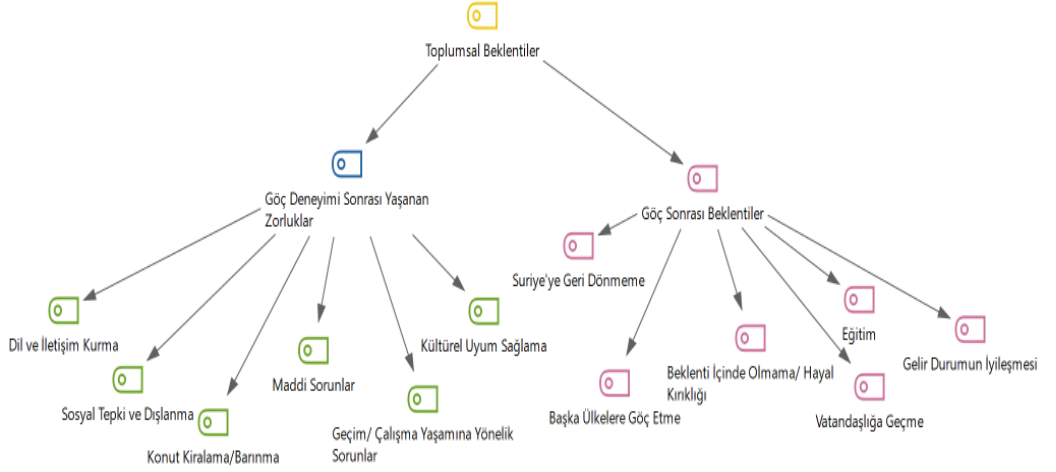 Toplumsal Beklentiler
Göç Deneyimi Sonrası Yaşanan
Zorluklar
Göç Sonrası Beklentiler
Suriye'ye Geri Dönmeme
Dil ve İletişim Kurma
Sosyal Tepki ve Dışlanma
Konut Kiralama/Barınma
Maddi Sorunlar
Geçim/ Çalışma Yaşamına Yönelik
Sorunlar
Kültürel Uyum Sağlama
Başka Ülkelere Göç Etme
Beklenti İçinde Olmama/ Hayal
Kırıklığı
Vatandaşlığa Geçme
Eğitim
Gelir Durumun İyileşmesi